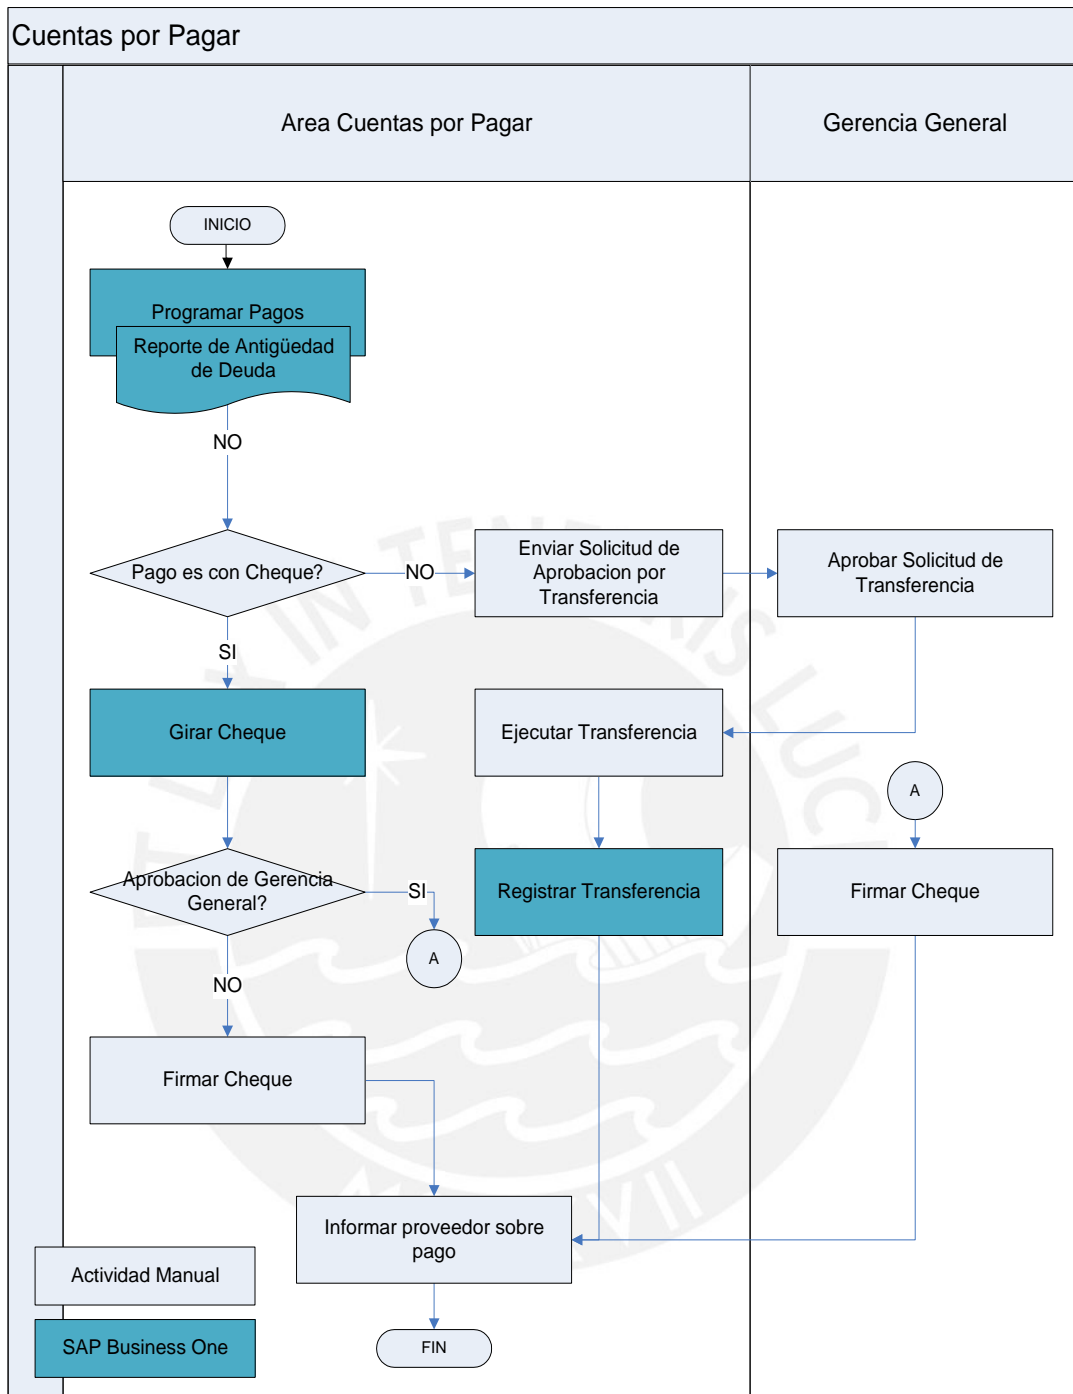 Cuentas por Pagar
Area Cuentas por Pagar
Gerencia General
INICIO
Programar Pagos
Reporte de Antigüedad
de Deuda
NO
Pago es con Cheque?
NO
Enviar Solicitud de
Aprobacion por
Transferencia
Aprobar Solicitud de
Transferencia
SI
Girar Cheque
Ejecutar Transferencia
A
Aprobacion de Gerencia
General?
SI
Registrar Transferencia
Firmar Cheque
A
NO
Firmar Cheque
Informar proveedor sobre
pago
Actividad Manual
SAP Business One
FIN